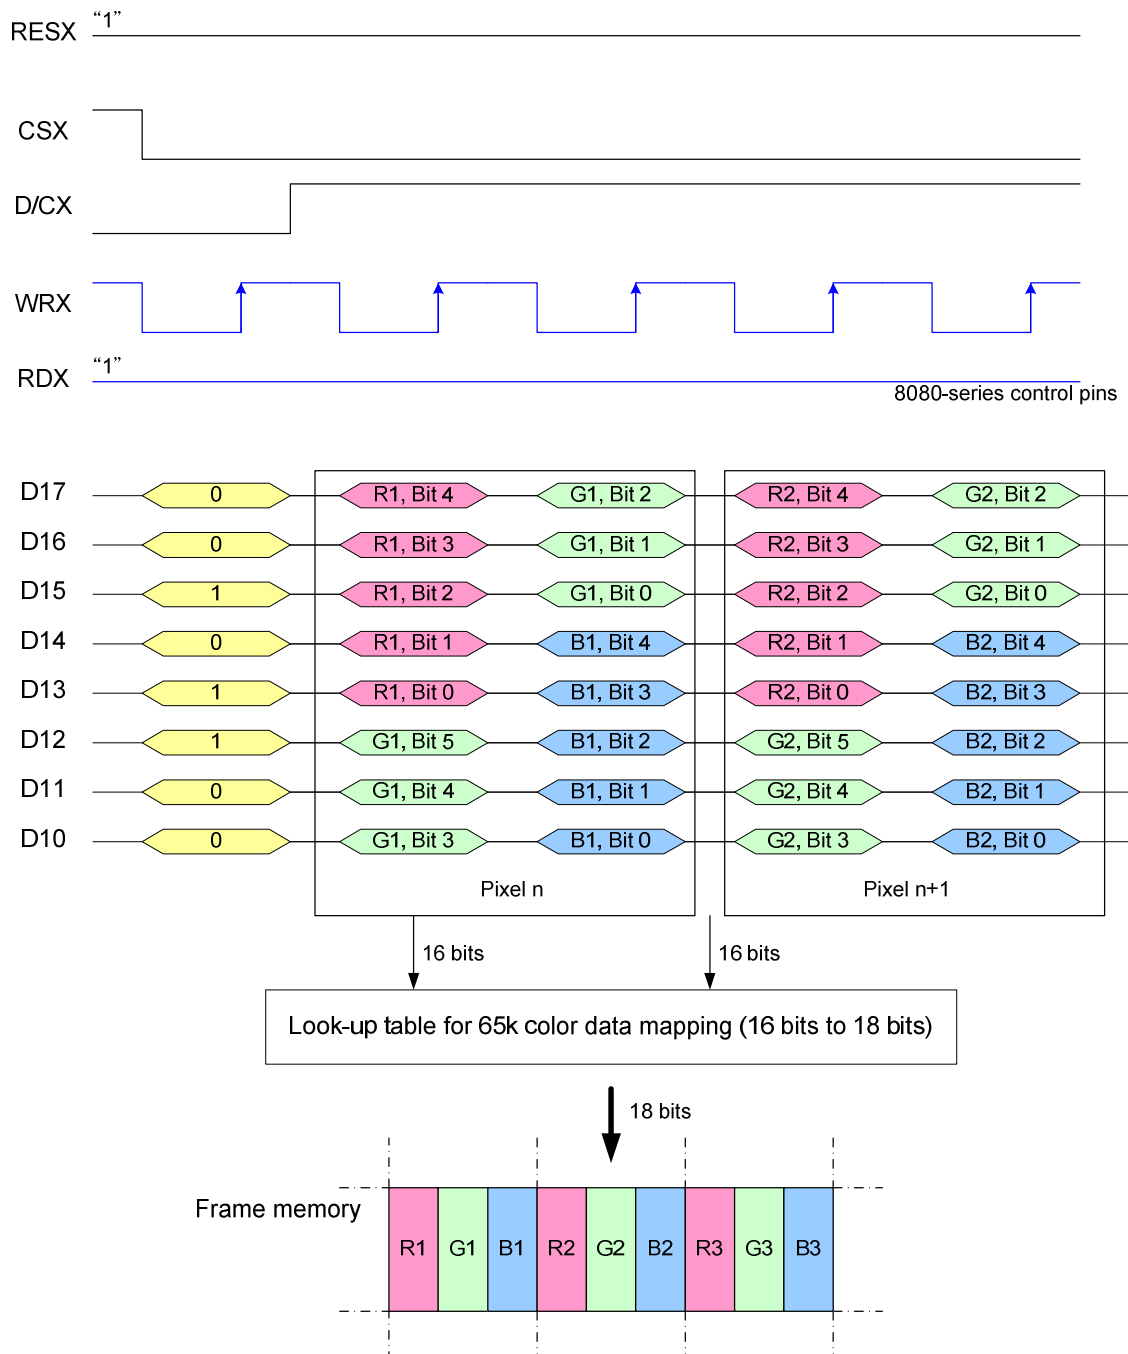 RESX “1”
CSX
D/CX
WRX
RDX “1”
8080-series control pins
D17 0 R1, Bit 4 G1, Bit 2 R2, Bit 4 G2, Bit 2
D16 0 R1, Bit 3 G1, Bit 1 R2, Bit 3 G2, Bit 1
D15 1 R1, Bit 2 G1, Bit 0 R2, Bit 2 G2, Bit 0
D14 0 R1, Bit 1 B1, Bit 4 R2, Bit 1 B2, Bit 4
D13 1 R1, Bit 0 B1, Bit 3 R2, Bit 0 B2, Bit 3
D12 1 G1, Bit 5 B1, Bit 2 G2, Bit 5 B2, Bit 2
D11 0 G1, Bit 4 B1, Bit 1 G2, Bit 4 B2, Bit 1
D10 0 G1, Bit 3 B1, Bit 0 G2, Bit 3 B2, Bit 0
Pixel n Pixel n+1
16 bits 16 bits
Look-up table for 65k color data mapping (16 bits to 18 bits)
18 bits
Frame memory
R1 G1 B1 R2 G2 B2 R3 G3 B3